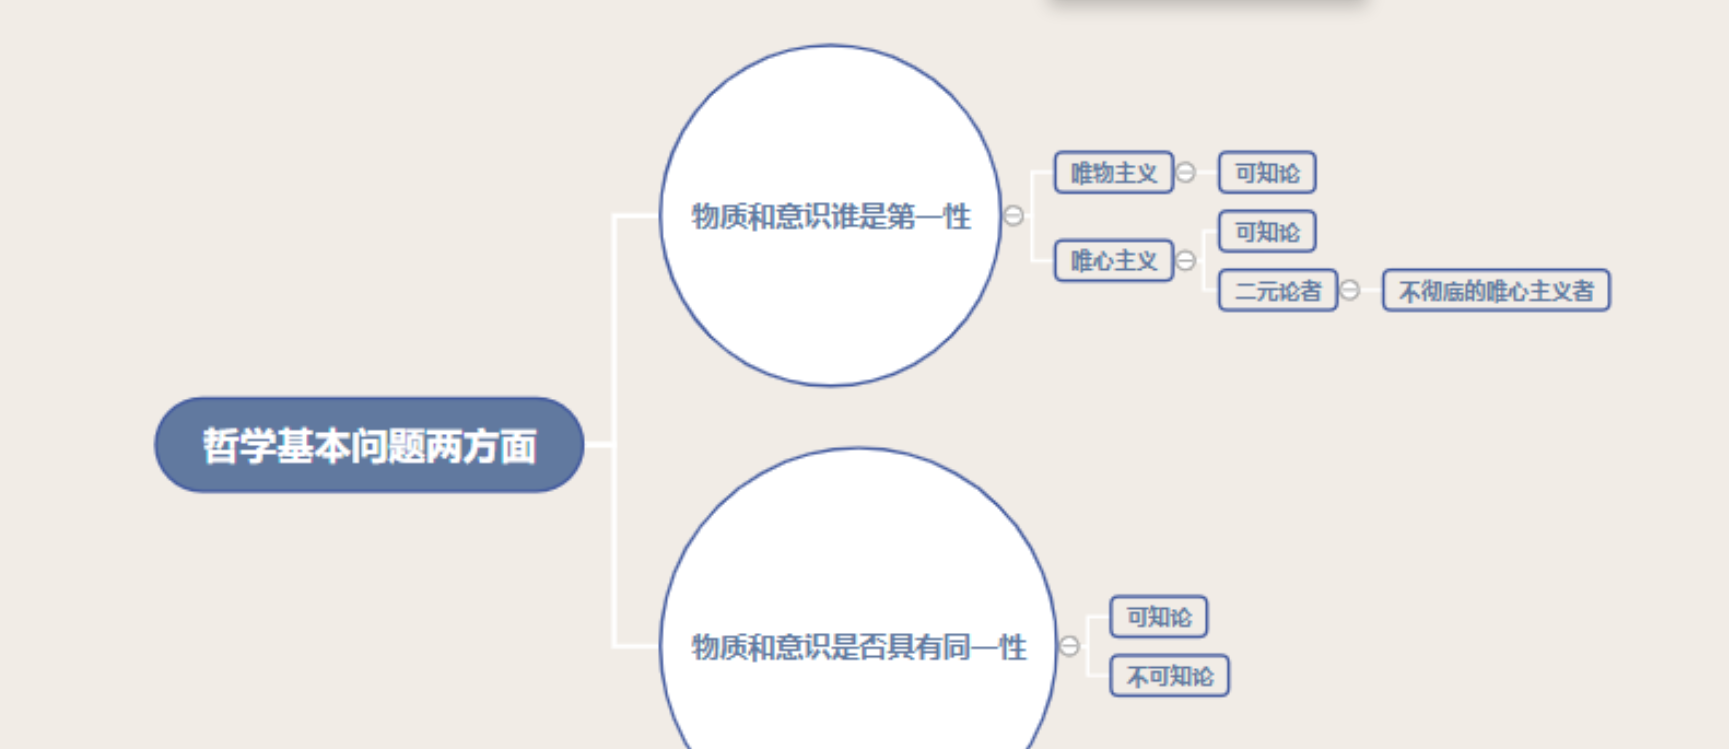 哲学基本问题两方面
物质和意识谁是第一性
唯物主义
可知论
唯心主义
可知论
二元论者
不彻底的唯心主义者
物质和意识是否具有同一性
可知论
不可知论